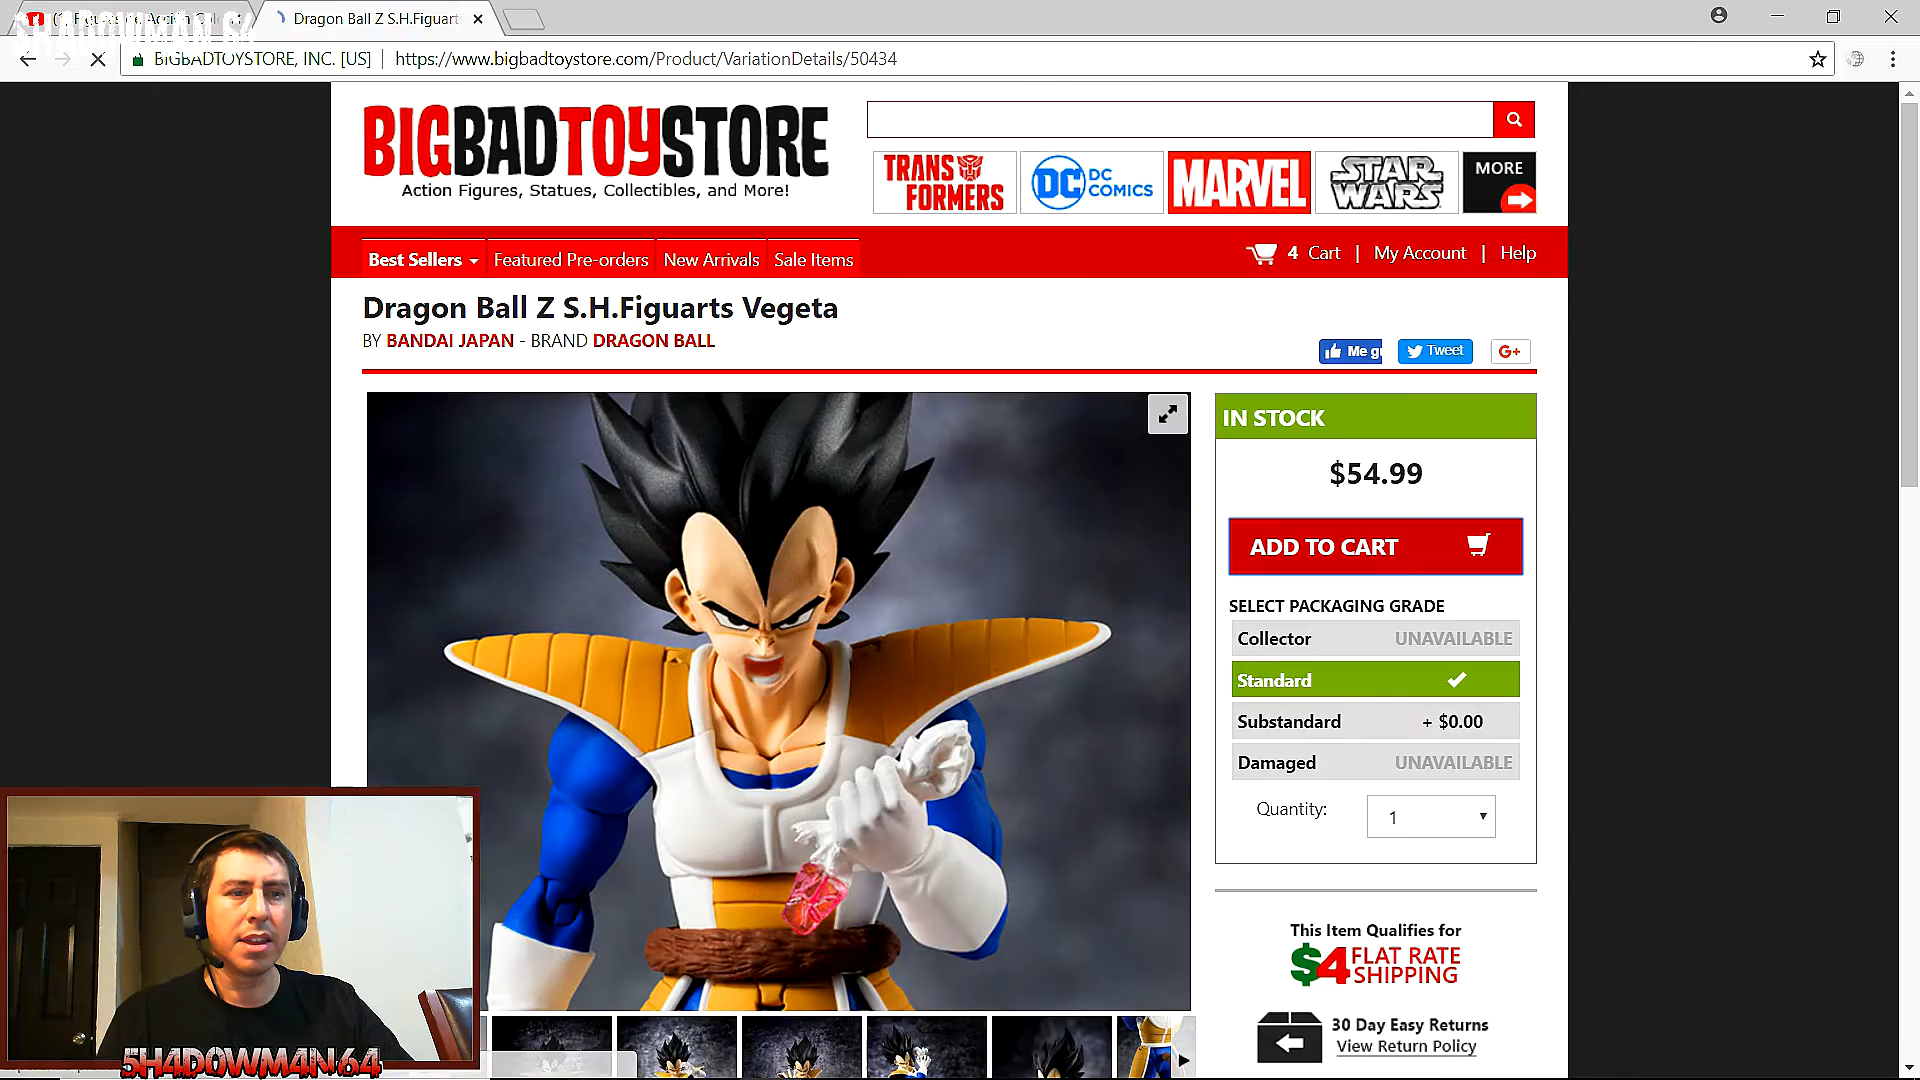 SHADOWMAN 64
Dragon Ball Z S.H.Figuart
BIGBADTOYSTORE, INC. [US]
https://www.bigbadtoystore.com/Product/VariationDetails/50434
BIGBADTOYSTORE
Action Figures, Statues, Collectibles, and More!
TRANSFORMERS
DC
DC COMICS
MARVEL
STAR WARS
MORE
Best Sellers
Featured Pre-orders
New Arrivals
Sale Items
4 Cart | My Account | Help
Dragon Ball Z S.H.Figuarts Vegeta
BY BANDAI JAPAN - BRAND DRAGON BALL
Me g
Tweet
G+
IN STOCK
$54.99
ADD TO CART
SELECT PACKAGING GRADE
Collector UNAVAILABLE
Standard
Substandard + $0.00
Damaged UNAVAILABLE
Quantity: 1
This Item Qualifies for
$4 FLAT RATE
SHIPPING
30 Day Easy Returns
View Return Policy
5H4D0WM4N64